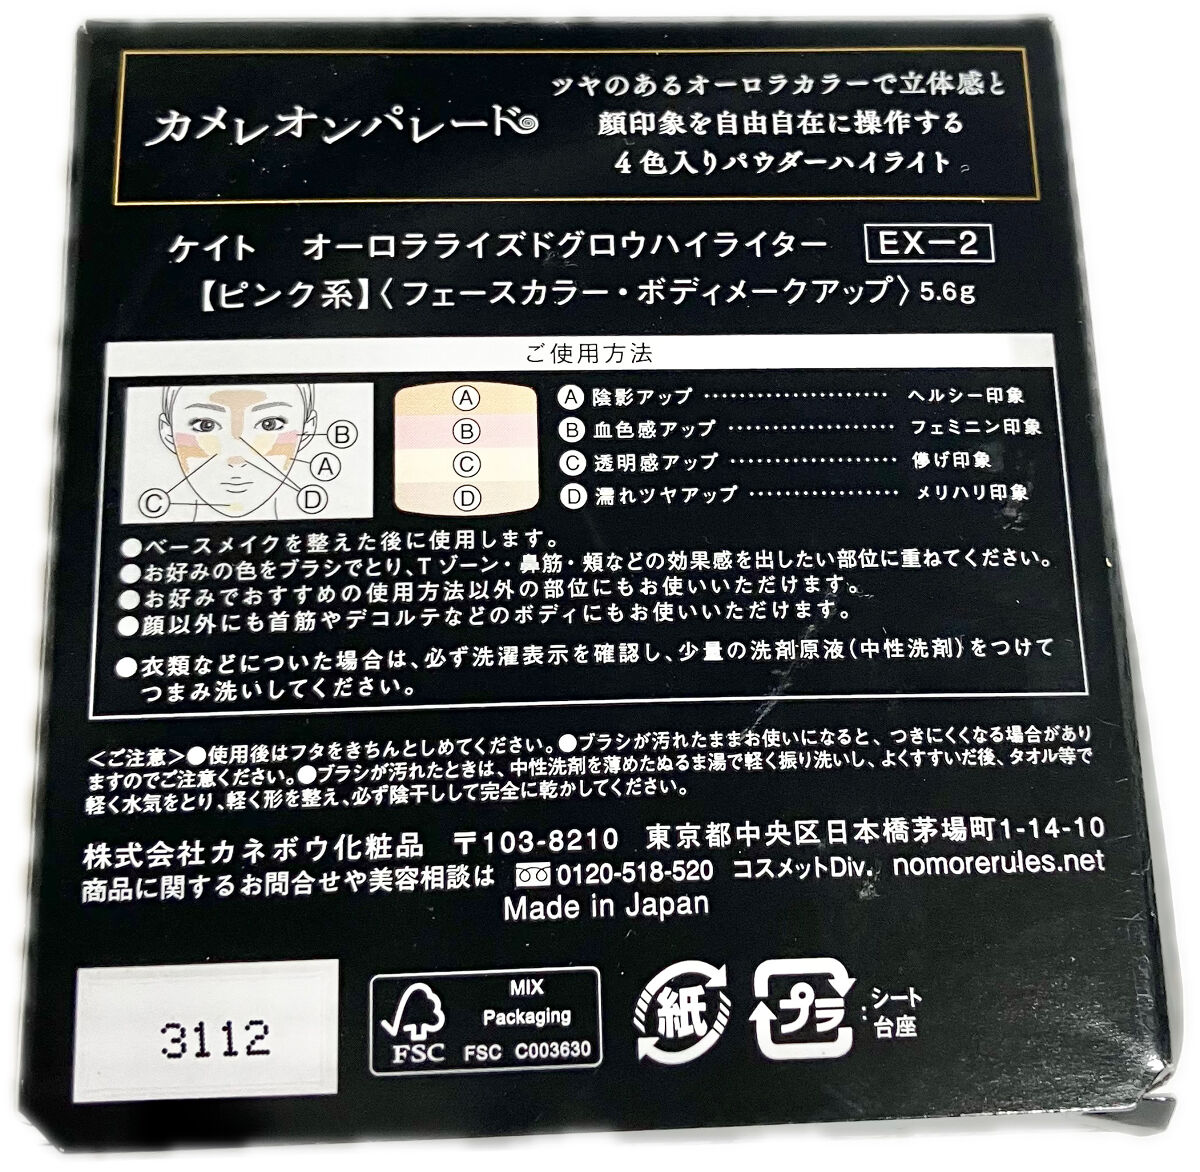 カメレオンパレード
ツヤのあるオーロラカラーで立体感と
顔印象を自由自在に操作する
4色入りパウダーハイライト
ケイト オーロラライズドグロウハイライター EX-2
【ピンク系】〈フェースカラー・ボディメークアップ〉5.6g
ご使用方法
B
A
C
D
A
B
C
D
A 陰影アップ ………………… ヘルシー印象
B 血色感アップ ……………… フェミニン印象
C 透明感アップ ……………… 儚げ印象
D 濡れツヤアップ …………… メリハリ印象
●ベースメイクを整えた後に使用します。
●お好みの色をブラシでとり、Tゾーン・鼻筋・頬などの効果感を出したい部位に重ねてください。
●お好みでおすすめの使用方法以外の部位にもお使いいただけます。
●顔以外にも首筋やデコルテなどのボディにもお使いいただけます。
●衣類などについた場合は、必ず洗濯表示を確認し、少量の洗剤原液(中性洗剤)をつけて
つまみ洗いしてください。
<ご注意>●使用後はフタをきちんとしめてください。●ブラシが汚れたままお使いになると、つきにくくなる場合があり
ますのでご注意ください。●ブラシが汚れたときは、中性洗剤を薄めたぬるま湯で軽く振り洗いし、よくすすいだ後、タオル等で
軽く水気をとり、軽く形を整え、必ず陰干しして完全に乾かしてください。
株式会社カネボウ化粧品 〒103-8210 東京都中央区日本橋茅場町1-14-10
商品に関するお問合せや美容相談は 0120-518-520 コスメットDiv. nomorerules.net
Made in Japan
3112
FSC
MIX
Packaging
FSC C003630
紙
プラ
:シート
台座